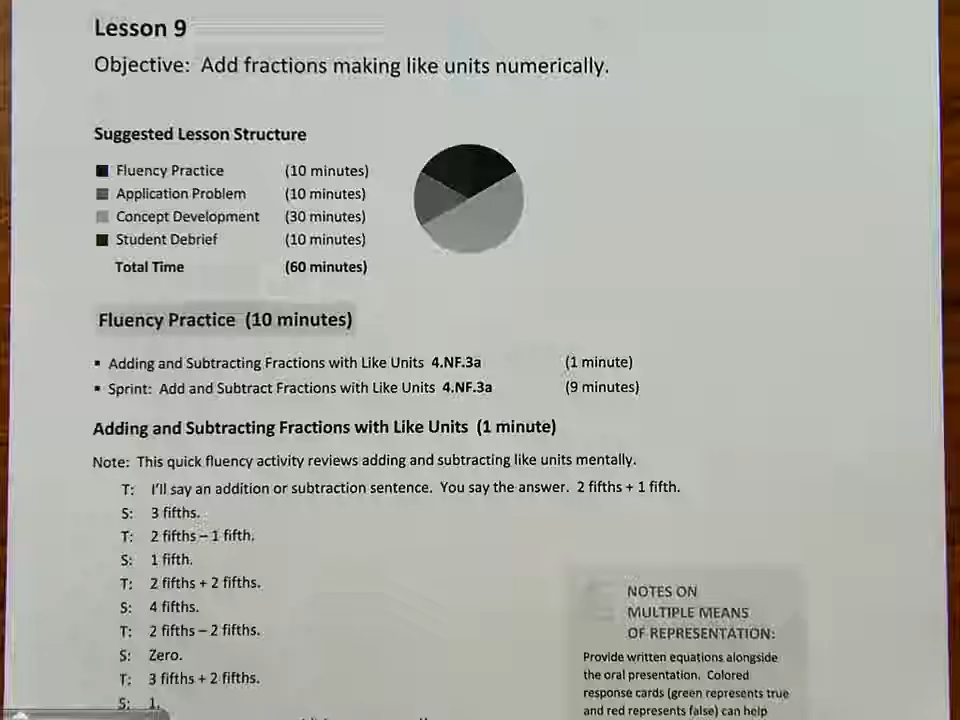 Lesson 9
Objective: Add fractions making like units numerically.
Suggested Lesson Structure
Fluency Practice (10 minutes)
Application Problem (10 minutes)
Concept Development (30 minutes)
Student Debrief (10 minutes)
Total Time (60 minutes)
Fluency Practice (10 minutes)
▪ Adding and Subtracting Fractions with Like Units 4.NF.3a (1 minute)
▪ Sprint: Add and Subtract Fractions with Like Units 4.NF.3a (9 minutes)
Adding and Subtracting Fractions with Like Units (1 minute)
Note: This quick fluency activity reviews adding and subtracting like units mentally.
T: I'll say an addition or subtraction sentence. You say the answer. 2 fifths + 1 fifth.
S: 3 fifths.
T: 2 fifths – 1 fifth.
S: 1 fifth.
T: 2 fifths + 2 fifths.
S: 4 fifths.
T: 2 fifths – 2 fifths.
S: Zero.
T: 3 fifths + 2 fifths.
S: 1.
NOTES ON
MULTIPLE MEANS
OF REPRESENTATION:
Provide written equations alongside
the oral presentation. Colored
response cards (green represents true
and red represents false) can help